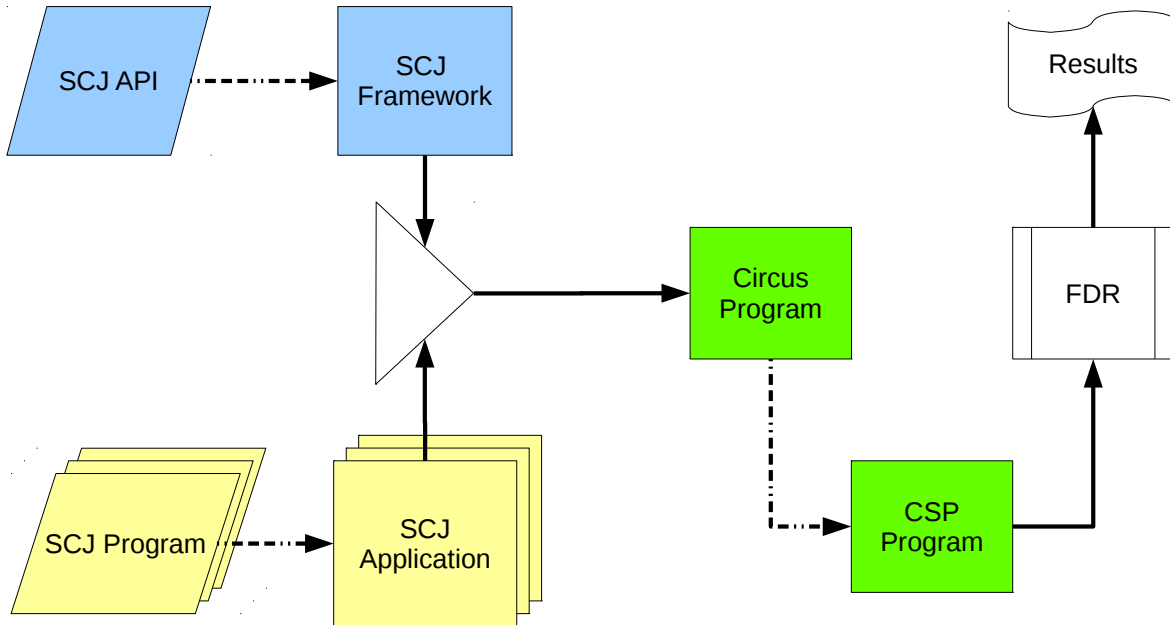 SCJ API
SCJ
Framework
Results
Circus
Program
FDR
SCJ Program
SCJ
Application
CSP
Program